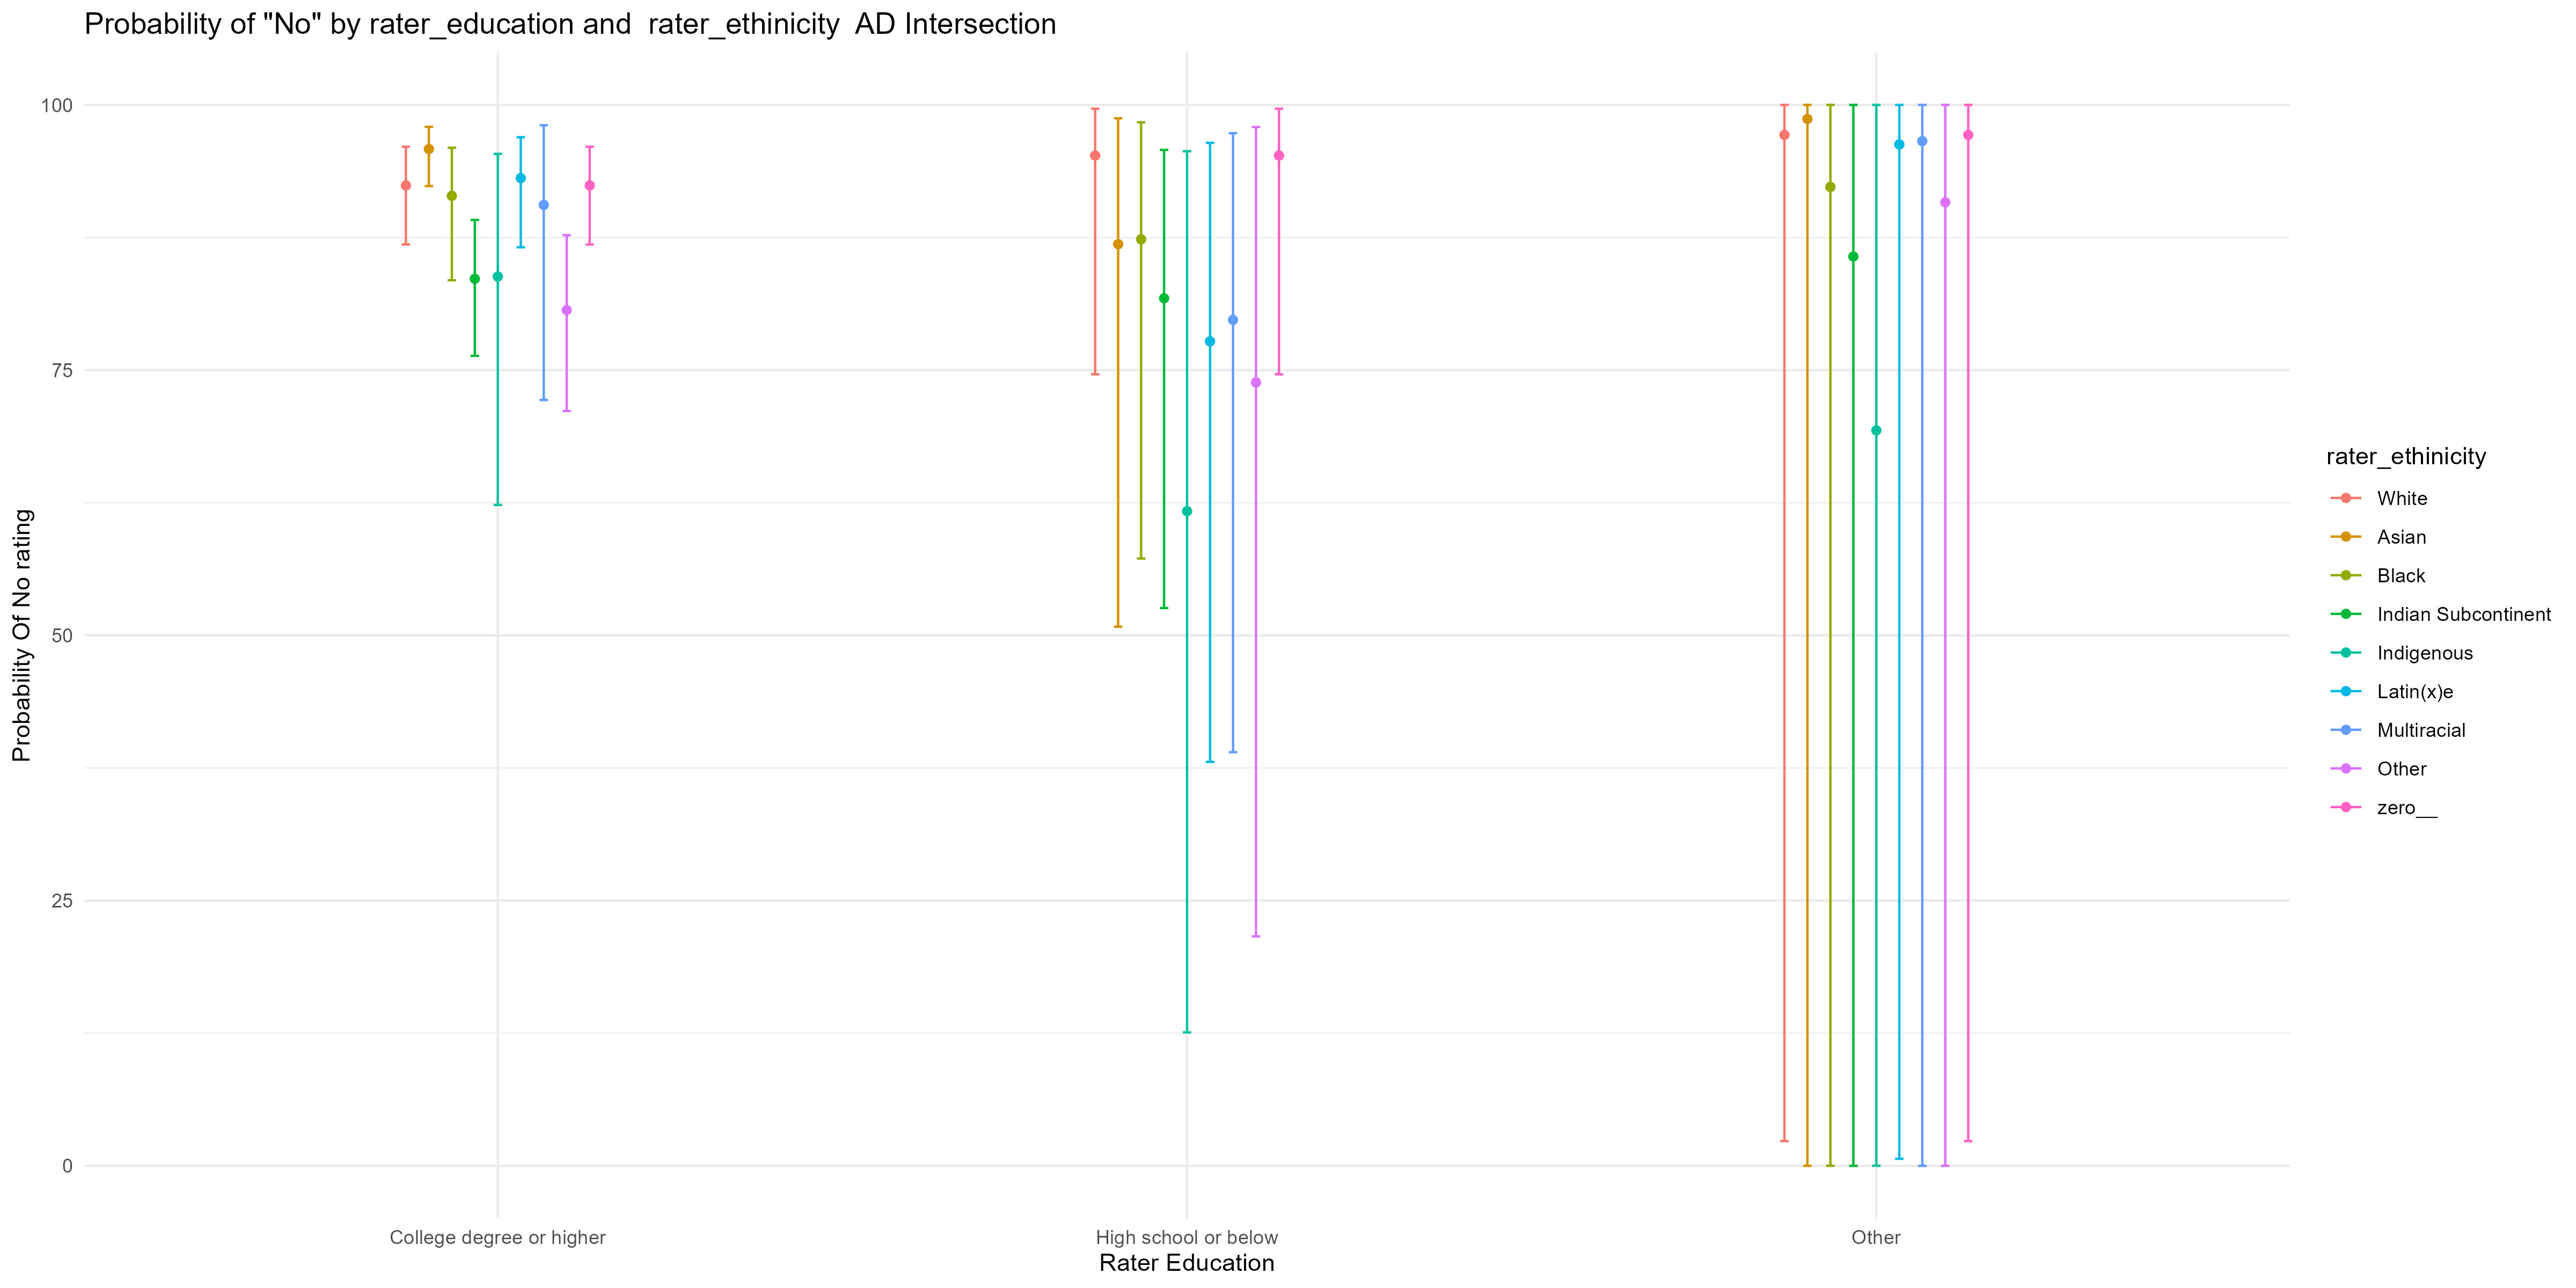 Probability of "No" by rater_education and  rater_ethinicity  AD Intersection
100
75
50
25
0
Probability Of No rating
College degree or higher
High school or below
Other
Rater Education
rater_ethinicity
White
Asian
Black
Indian Subcontinent
Indigenous
Latin(x)e
Multiracial
Other
zero__